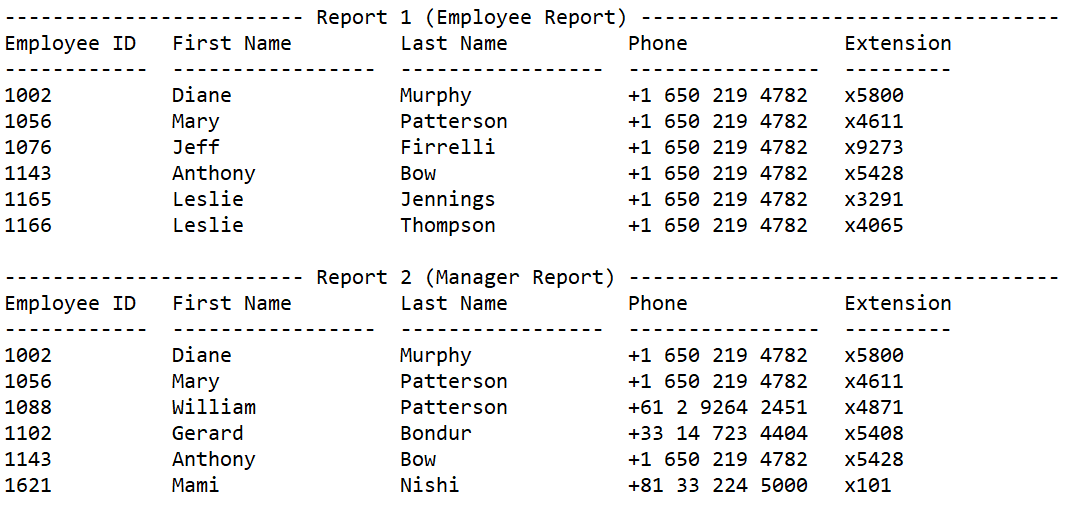 ------------------------- Report 1 (Employee Report) -----------------------------------
Employee ID   First Name         Last Name          Phone             Extension
------------  -----------------  -----------------  ----------------  ---------
1002          Diane              Murphy             +1 650 219 4782   x5800
1056          Mary               Patterson          +1 650 219 4782   x4611
1076          Jeff               Firrelli           +1 650 219 4782   x9273
1143          Anthony            Bow                +1 650 219 4782   x5428
1165          Leslie             Jennings           +1 650 219 4782   x3291
1166          Leslie             Thompson           +1 650 219 4782   x4065

------------------------- Report 2 (Manager Report) ------------------------------------
Employee ID   First Name         Last Name          Phone             Extension
------------  -----------------  -----------------  ----------------  ---------
1002          Diane              Murphy             +1 650 219 4782   x5800
1056          Mary               Patterson          +1 650 219 4782   x4611
1088          William            Patterson          +61 2 9264 2451   x4871
1102          Gerard             Bondur             +33 14 723 4404   x5408
1143          Anthony            Bow                +1 650 219 4782   x5428
1621          Mami               Nishi              +81 33 224 5000   x101